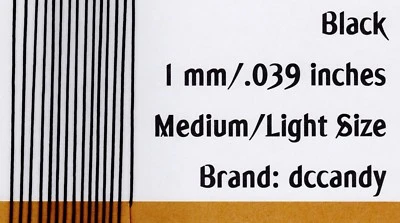 Black
1 mm/.039 inches
Medium/Light Size
Brand: dccandy